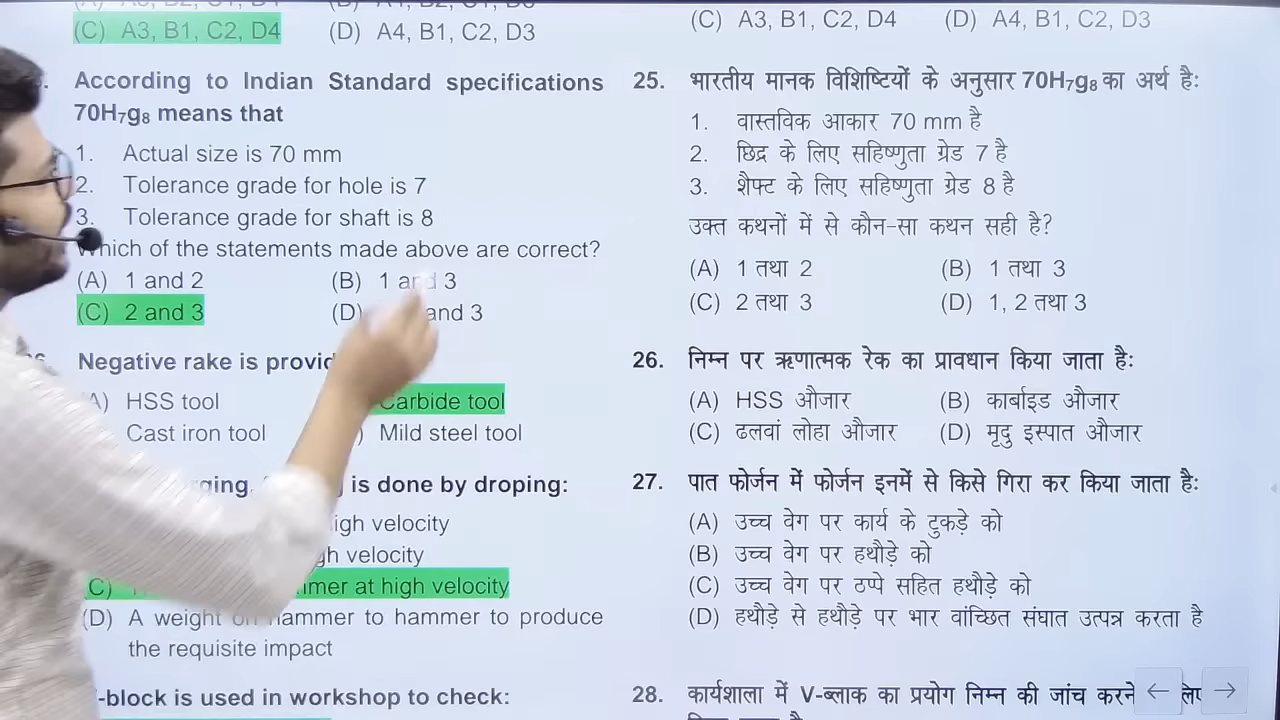 (C) A3, B1, C2, D4 (D) A4, B1, C2, D3
According to Indian Standard specifications
70H₇g₈ means that
1. Actual size is 70 mm
2. Tolerance grade for hole is 7
3. Tolerance grade for shaft is 8
Which of the statements made above are correct?
(A) 1 and 2 (B) 1 and 3
(C) 2 and 3 (D) and 3
Negative rake is
(A) HSS tool Carbide tool
Cast iron tool Mild steel tool
is done by droping:
high velocity
high velocity
(C) at high velocity
(D) A weight hammer to hammer to produce
the requisite impact
V-block is used in workshop to check:
(C) A3, B1, C2, D4 (D) A4, B1, C2, D3
25. भारतीय मानक विशिष्टियों के अनुसार 70H₇g₈ का अर्थ है:
1. वास्तविक आकार 70 mm है
2. छिद्र के लिए सहिष्णुता ग्रेड 7 है
3. शैफ्ट के लिए सहिष्णुता ग्रेड 8 है
उक्त कथनों में से कौन-सा कथन सही है?
(A) 1 तथा 2 (B) 1 तथा 3
(C) 2 तथा 3 (D) 1, 2 तथा 3
26. निम्न पर ऋणात्मक रेक का प्रावधान किया जाता है:
(A) HSS औजार (B) कार्बाइड औजार
(C) ढलवां लोहा औजार (D) मृदु इस्पात औजार
27. पात फोर्जन में फोर्जन इनमें से किसे गिरा कर किया जाता है:
(A) उच्च वेग पर कार्य के टुकड़े को
(B) उच्च वेग पर हथौड़े को
(C) उच्च वेग पर ठप्पे सहित हथौड़े को
(D) हथौड़े से हथौड़े पर भार वांच्छित संघात उत्पन्न करता है
28. कार्यशाला में V-ब्लाक का प्रयोग निम्न की जांच करने